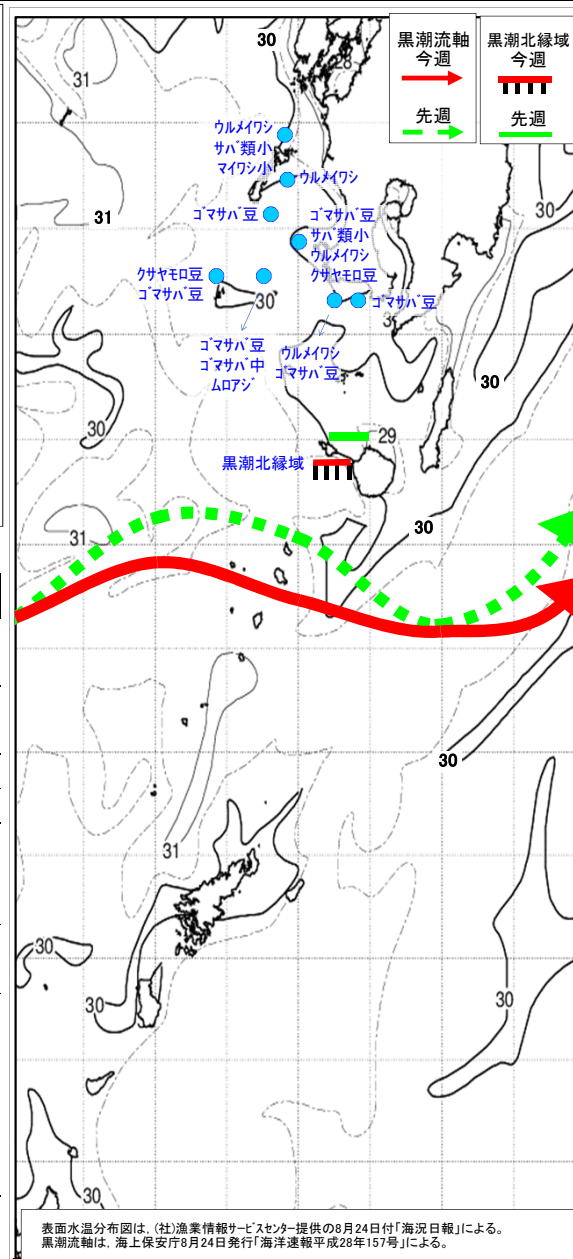 黒潮流軸
今週
先週
黒潮北縁域
今週
先週
30
28
31
ウルメイワシ
サバ類小
マイワシ小
ウルメイワシ
31
ゴマサバ豆
ゴマサバ豆
サバ類小
ウルメイワシ
クサヤモロ豆
30
クサヤモロ豆
ゴマサバ豆
30
ゴマサバ豆
ゴマサバ豆
ゴマサバ中
ムロアジ
ウルメイワシ
ゴマサバ豆
30
30
29
黒潮北縁域
30
31
30
31
30
30
30
30
表面水温分布図は，(社)漁業情報サービスセンター提供の8月24日付「海況日報」による。
黒潮流軸は，海上保安庁8月24日発行「海洋速報平成28年157号」による。